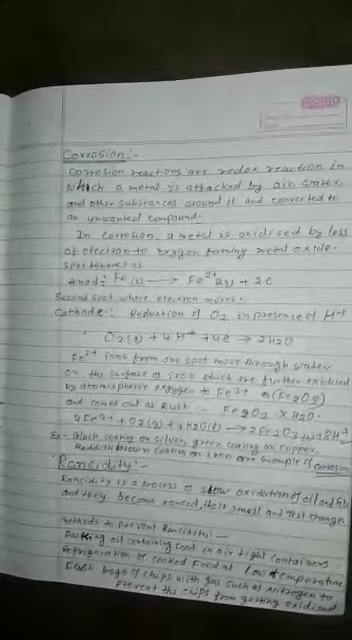 Corrosion:-
Corrosion reactions are redox reaction in
which a metal is attacked by air, water,
and other substances around it and converted to
an unwanted compound.
In corrosion, a metal is oxidised by loss
of electron to oxygen forming metal oxide.
spot behaves as
Anod: Fe(s) → Fe²⁺(aq) + 2e
Second spot where electron moves.
Cathode:- Reduction of O₂ in presence of H⁺
O₂(g) + 4H⁺ + 4e → 2H₂O
Fe²⁺ ions from one spot move through water
on the surface of iron which are further oxidised
by atmospheric oxygen to Fe³⁺ (Fe₂O₃)
and comes out as Rust - Fe₂O₃ XH₂O.
4Fe²⁺ + O₂(g) + 4H₂O(l) → 2Fe₂O₃(s) + 8H⁺
Ex- Black coating on silver, green coating on copper,
Reddish brown coating on iron are example of corrosion
Rancidity:-
Rancidity is a process of slow oxidation of oil and fats
and they become ranced, their smell and test changes
methods to prevent
Packing oil containing food in air tight containers
Refrigeration of cooked food at low temperature
Flush bags of chips with gas such as Nitrogen to
prevent the chips from getting oxidised